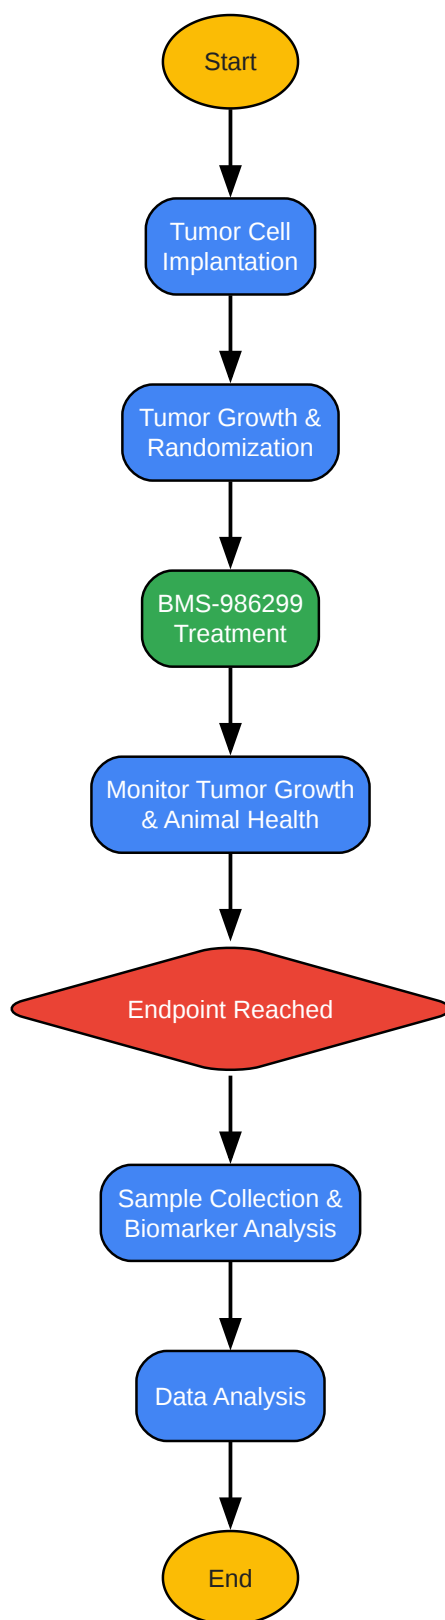 Start
Tumor Cell
Implantation
Tumor Growth &
Randomization
BMS-986299
Treatment
Monitor Tumor Growth
& Animal Health
Endpoint Reached
Sample Collection &
Biomarker Analysis
Data Analysis
End